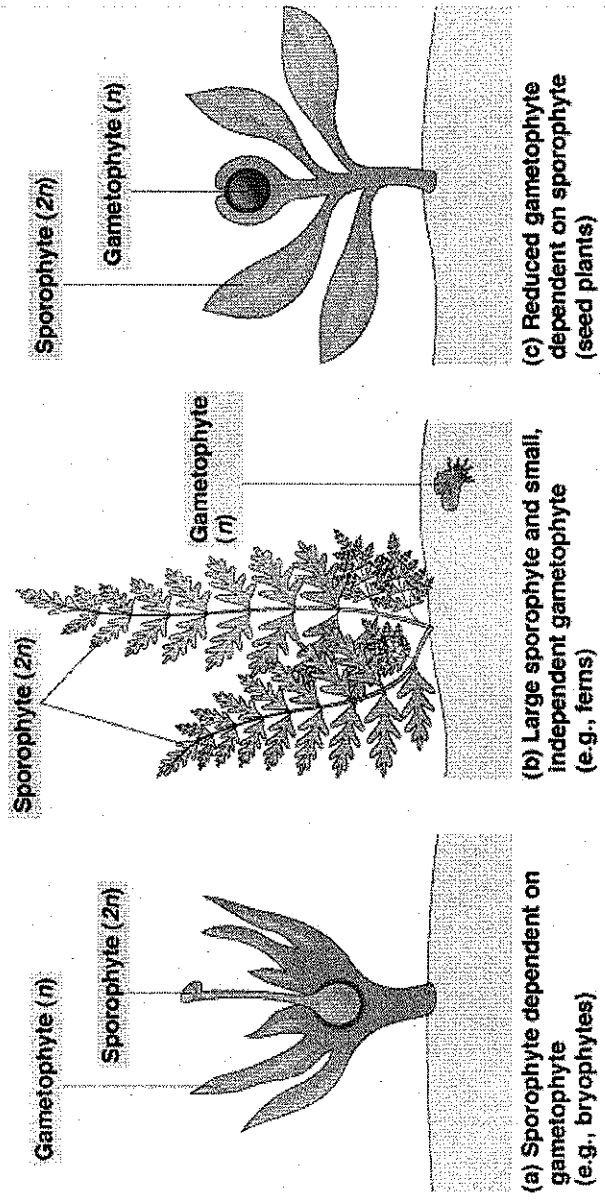 Gametophyte (n)
Sporophyte (2n)
(a) Sporophyte dependent on
gametophyte
(e.g., bryophytes)
Sporophyte (2n)
Gametophyte
(n)
(b) Large sporophyte and small,
independent gametophyte
(e.g., ferns)
Sporophyte (2n)
Gametophyte (n)
(c) Reduced gametophyte
dependent on sporophyte
(seed plants)